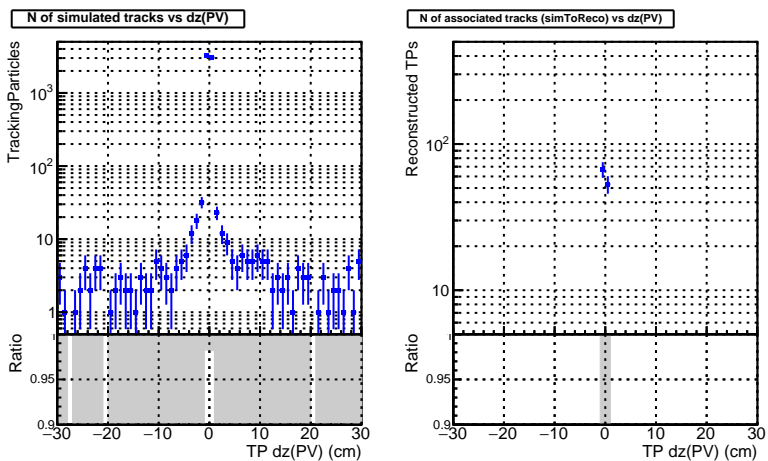 N of simulated tracks vs dz(PV)
TrackingParticles
10³
10²
10
1
Ratio
0.95
0.9
−30 −20 −10 0 10 20 30
TP dz(PV) (cm)
N of associated tracks (simToReco) vs dz(PV)
Reconstructed TPs
10²
10
Ratio
0.95
0.9
−30 −20 −10 0 10 20 30
TP dz(PV) (cm)